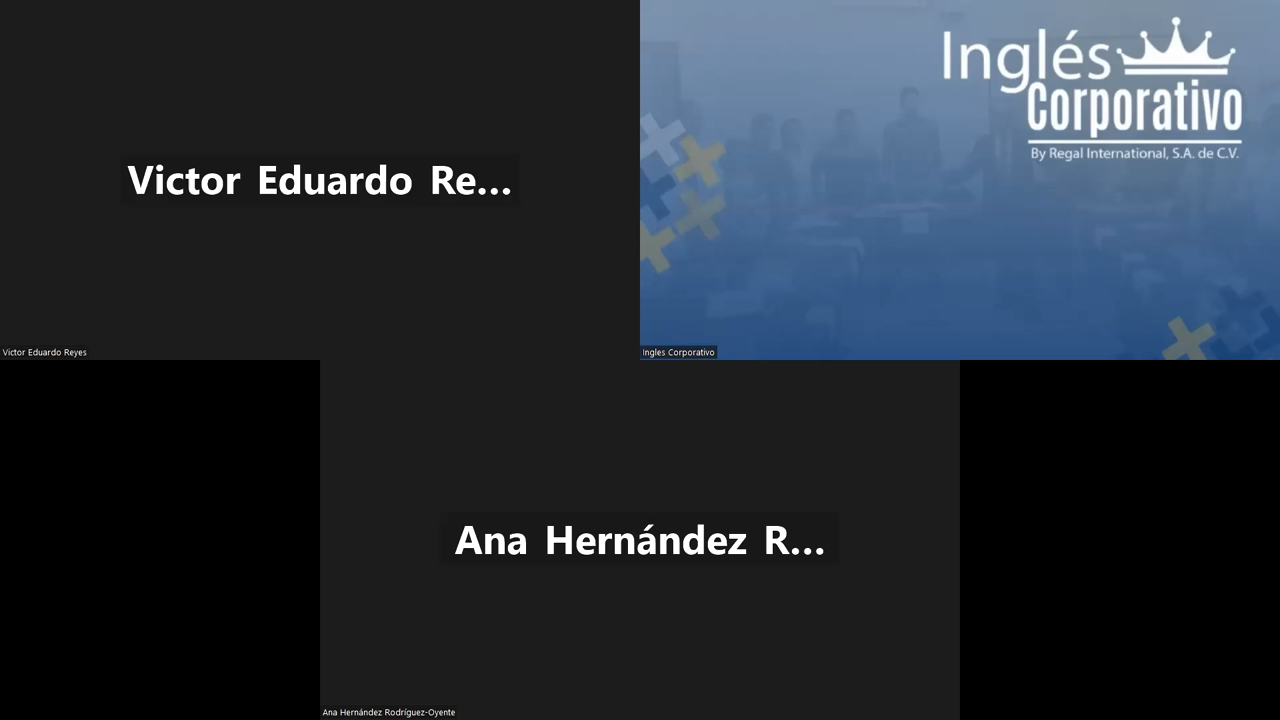 Victor Eduardo Re...
Victor Eduardo Reyes
Inglés
Corporativo
By Regal International, S.A. de C.V.
Ingles Corporativo
Ana Hernández R...
Ana Hernández Rodríguez-Oyente